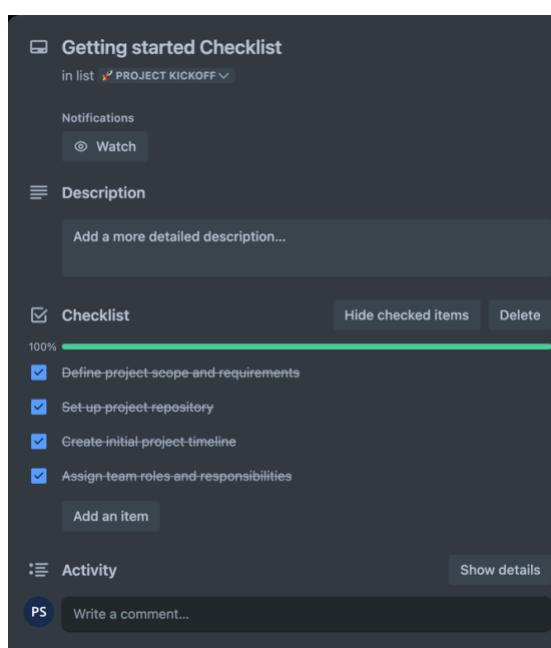 Getting started Checklist
in list 🚀 PROJECT KICKOFF
Notifications
Watch
Description
Add a more detailed description...
Checklist
Hide checked items
Delete
100%
Define project scope and requirements
Set up project repository
Create initial project timeline
Assign team roles and responsibilities
Add an item
Activity
Show details
PS
Write a comment...